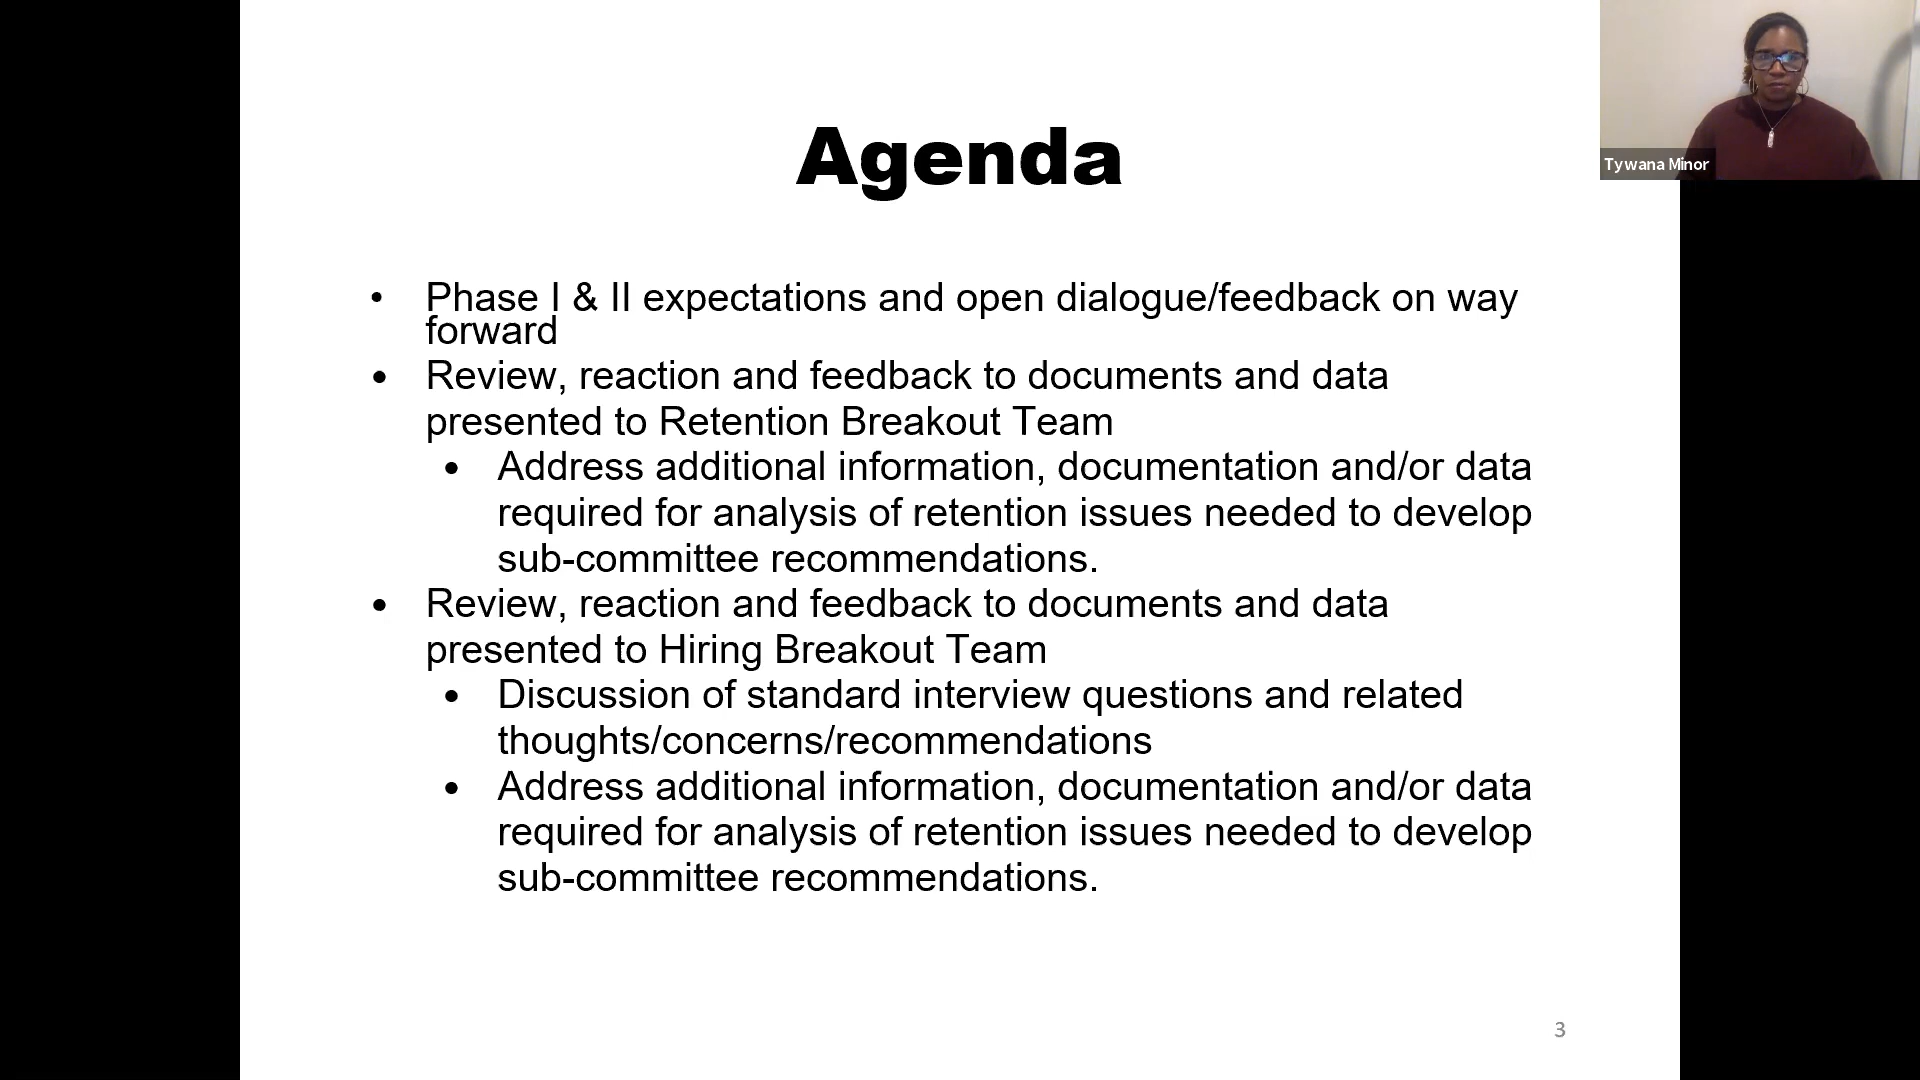 Agenda
Tywana Minor
• Phase I & II expectations and open dialogue/feedback on way
forward
• Review, reaction and feedback to documents and data
presented to Retention Breakout Team
• Address additional information, documentation and/or data
required for analysis of retention issues needed to develop
sub-committee recommendations.
• Review, reaction and feedback to documents and data
presented to Hiring Breakout Team
• Discussion of standard interview questions and related
thoughts/concerns/recommendations
• Address additional information, documentation and/or data
required for analysis of retention issues needed to develop
sub-committee recommendations.
3